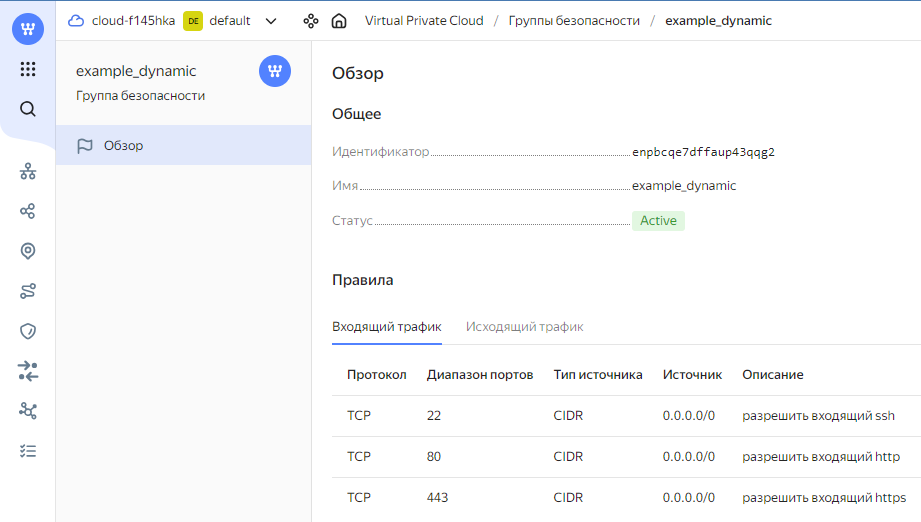 cloud-f145hka DE default Virtual Private Cloud / Группы безопасности / example_dynamic
example_dynamic
Группа безопасности
Обзор
Обзор
Общее
Идентификатор enpbcqe7dffaup43qqg2
Имя example_dynamic
Статус Active
Правила
Входящий трафик Исходящий трафик
Протокол Диапазон портов Тип источника Источник Описание
TCP 22 CIDR 0.0.0.0/0 разрешить входящий ssh
TCP 80 CIDR 0.0.0.0/0 разрешить входящий http
TCP 443 CIDR 0.0.0.0/0 разрешить входящий https